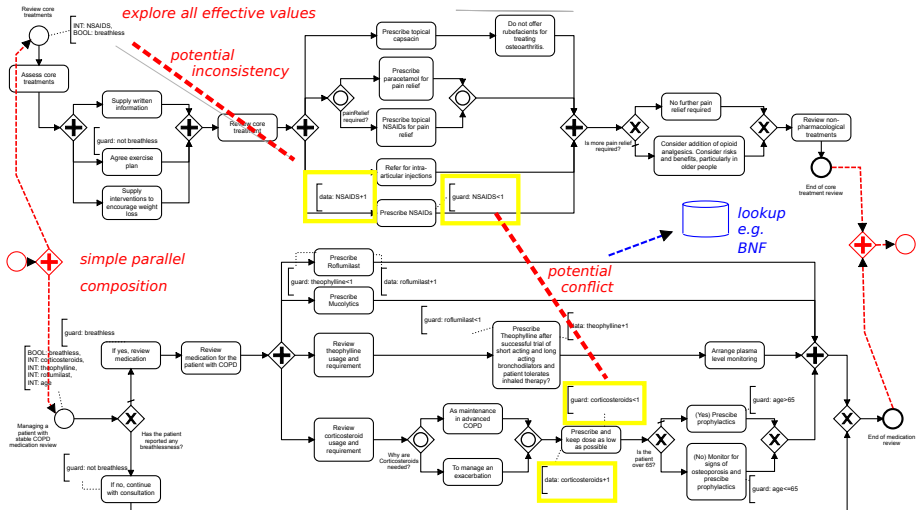 Review core
treatments
INT: NSAIDS,
BOOL: breathless
explore all effective values
potential
inconsistency
Assess core
treatments
Supply written
information
guard: not breathless
Agree exercise
plan
Supply
interventions to
encourage weight
loss
Review core
treatment
Prescribe topical
capsacin
Do not offer
rubefacients for
treating
osteoarthritis.
painRelief
required?
Prescribe
paracetamol for
pain relief
Prescribe topical
NSAIDs for pain
relief
Refer for intra-
articular injections
data: NSAIDS+1
guard: NSAIDS<1
Prescribe NSAIDs
Is more pain relief
required?
No further pain
relief required
Consider addition of opioid
analgesics. Consider risks
and benefits, particularly in
older people
Review non-
pharmacological
treatments
End of core
treatment review
lookup
e.g.
BNF
simple parallel
composition
potential
conflict
Prescribe
Roflumilast
guard: theophylline<1
data: roflumilast+1
Prescribe
Mucolytics
guard: roflumilast<1
data: theophylline+1
guard: breathless
BOOL: breathless,
INT: corticosteroids,
INT: theophylline,
INT: rofumilast,
INT: age
If yes, review
medication
Review
medication for the
patient with COPD
Review
theophylline
usage and
requirement
Prescribe
Theophylline after
successful trial of
short acting and long
acting
bronchodilators and
patient tolerates
inhaled therapy?
Arrange plasma
level monitoring
Managing a
patient with
stable COPD
medication review
Has the patient
reported any
breathlessness?
guard: not breathless
If no, continue
with consultation
Review
corticosteroid
usage and
requirement
Why are
Corticosteroids
needed?
As maintenance
in advanced
COPD
To manage an
exacerbation
guard: corticosteroids<1
Prescribe and
keep dose as low
as possible
data: corticosteroids+1
Is the
patient
over 65?
guard: age>65
(Yes) Prescibe
prophylactics
(No) Monitor for
signs of
osteoporosis and
prescibe
prophylactics
guard: age<=65
End of medication
review